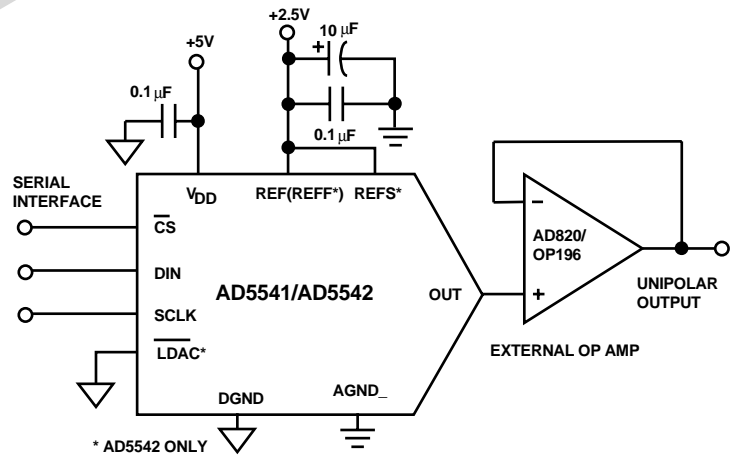 +2.5V
+5V
+ 10 µF
0.1 µF
0.1 µF
SERIAL
INTERFACE
VDD
REF(REFF*)
REFS*
CS
DIN
SCLK
LDAC*
AD5541/AD5542
OUT
DGND
AGND_
–
+
AD820/
OP196
UNIPOLAR
OUTPUT
EXTERNAL OP AMP
* AD5542 ONLY